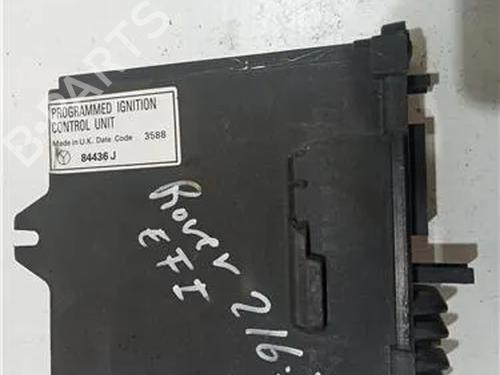 PROGRAMMED IGNITION
CONTROL UNIT
Made in U.K. Date Code 3588
84436 J
Rover 216
EFI
B-PARTS